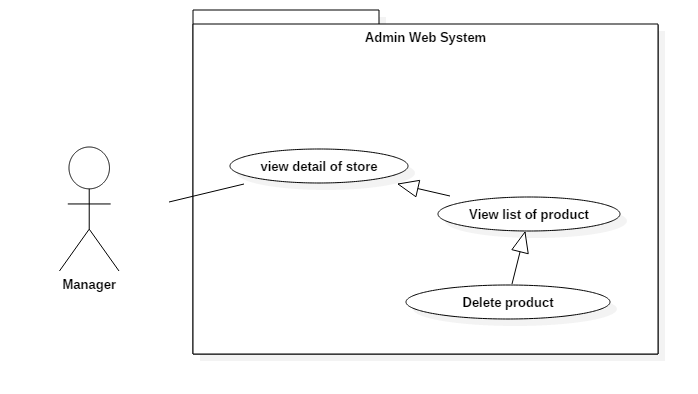 Admin Web System
view detail of store
View list of product
Manager
Delete product